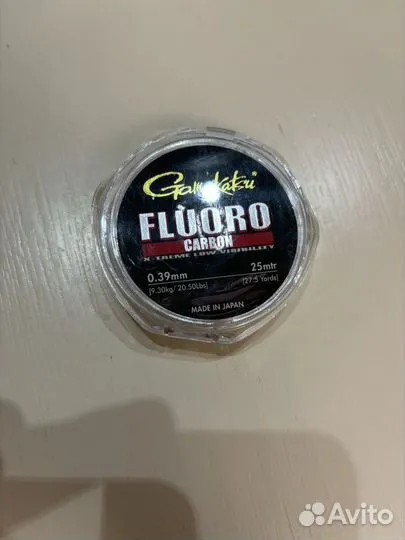 Gamakatsu
FLUORO
CARBON
X-TREME LOW VISIBILITY
0.39mm 25mtr
[9.30kg/ 20.50Lbs] [27.5 Yards]
MADE IN JAPAN
Avito